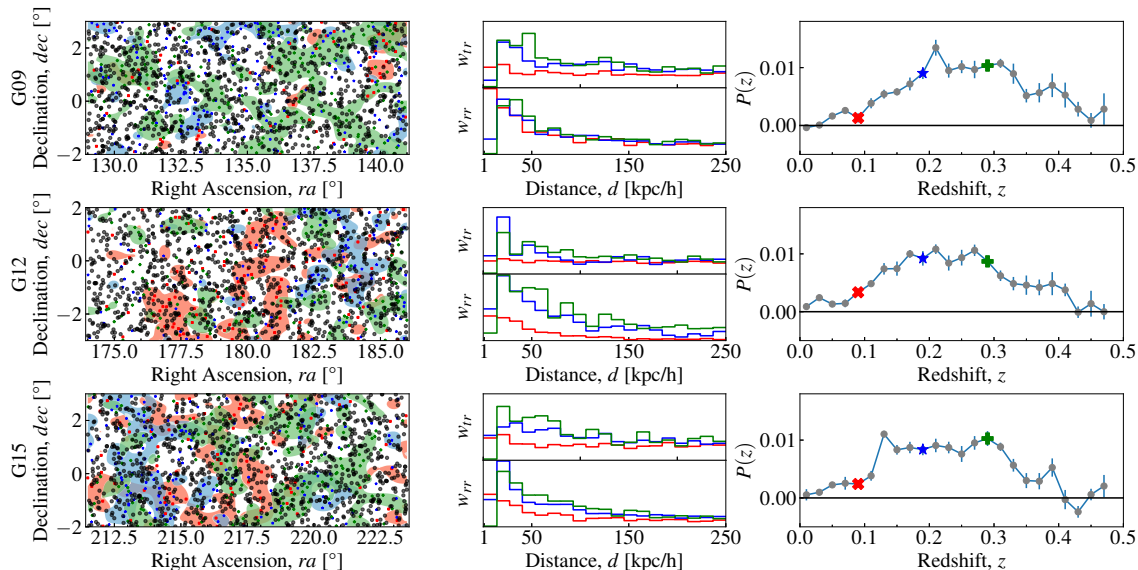 G09
Declination, dec [°]
2
0
−2
130.0 132.5 135.0 137.5 140.0
Right Ascension, ra [°]
w_tr
w_rr
1 50 150 250
Distance, d [kpc/h]
P(z)
0.01
0.00
0.0 0.1 0.2 0.3 0.4 0.5
Redshift, z
G12
Declination, dec [°]
2
0
−2
175.0 177.5 180.0 182.5 185.0
Right Ascension, ra [°]
w_tr
w_rr
1 50 150 250
Distance, d [kpc/h]
P(z)
0.01
0.00
0.0 0.1 0.2 0.3 0.4 0.5
Redshift, z
G15
Declination, dec [°]
2
0
−2
212.5 215.0 217.5 220.0 222.5
Right Ascension, ra [°]
w_tr
w_rr
1 50 150 250
Distance, d [kpc/h]
P(z)
0.01
0.00
0.0 0.1 0.2 0.3 0.4 0.5
Redshift, z